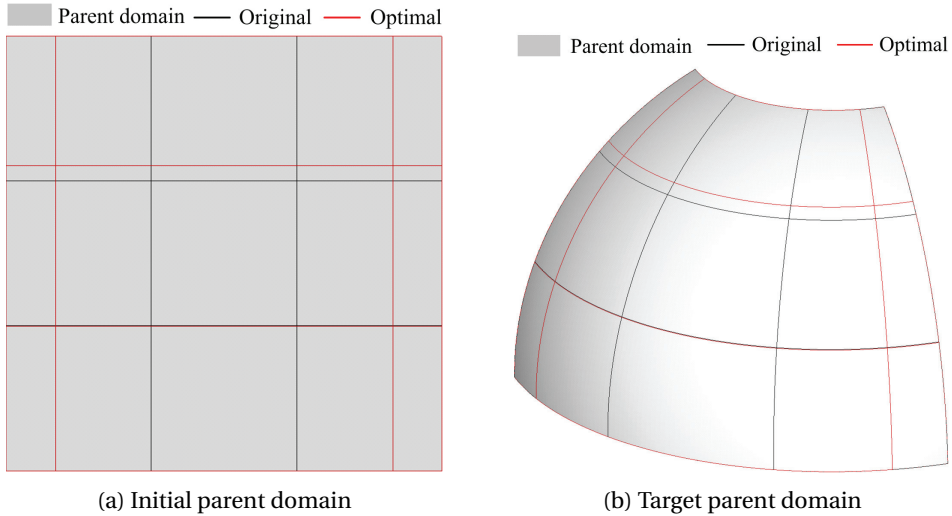 Parent domain Original Optimal
Parent domain Original Optimal
(a) Initial parent domain
(b) Target parent domain